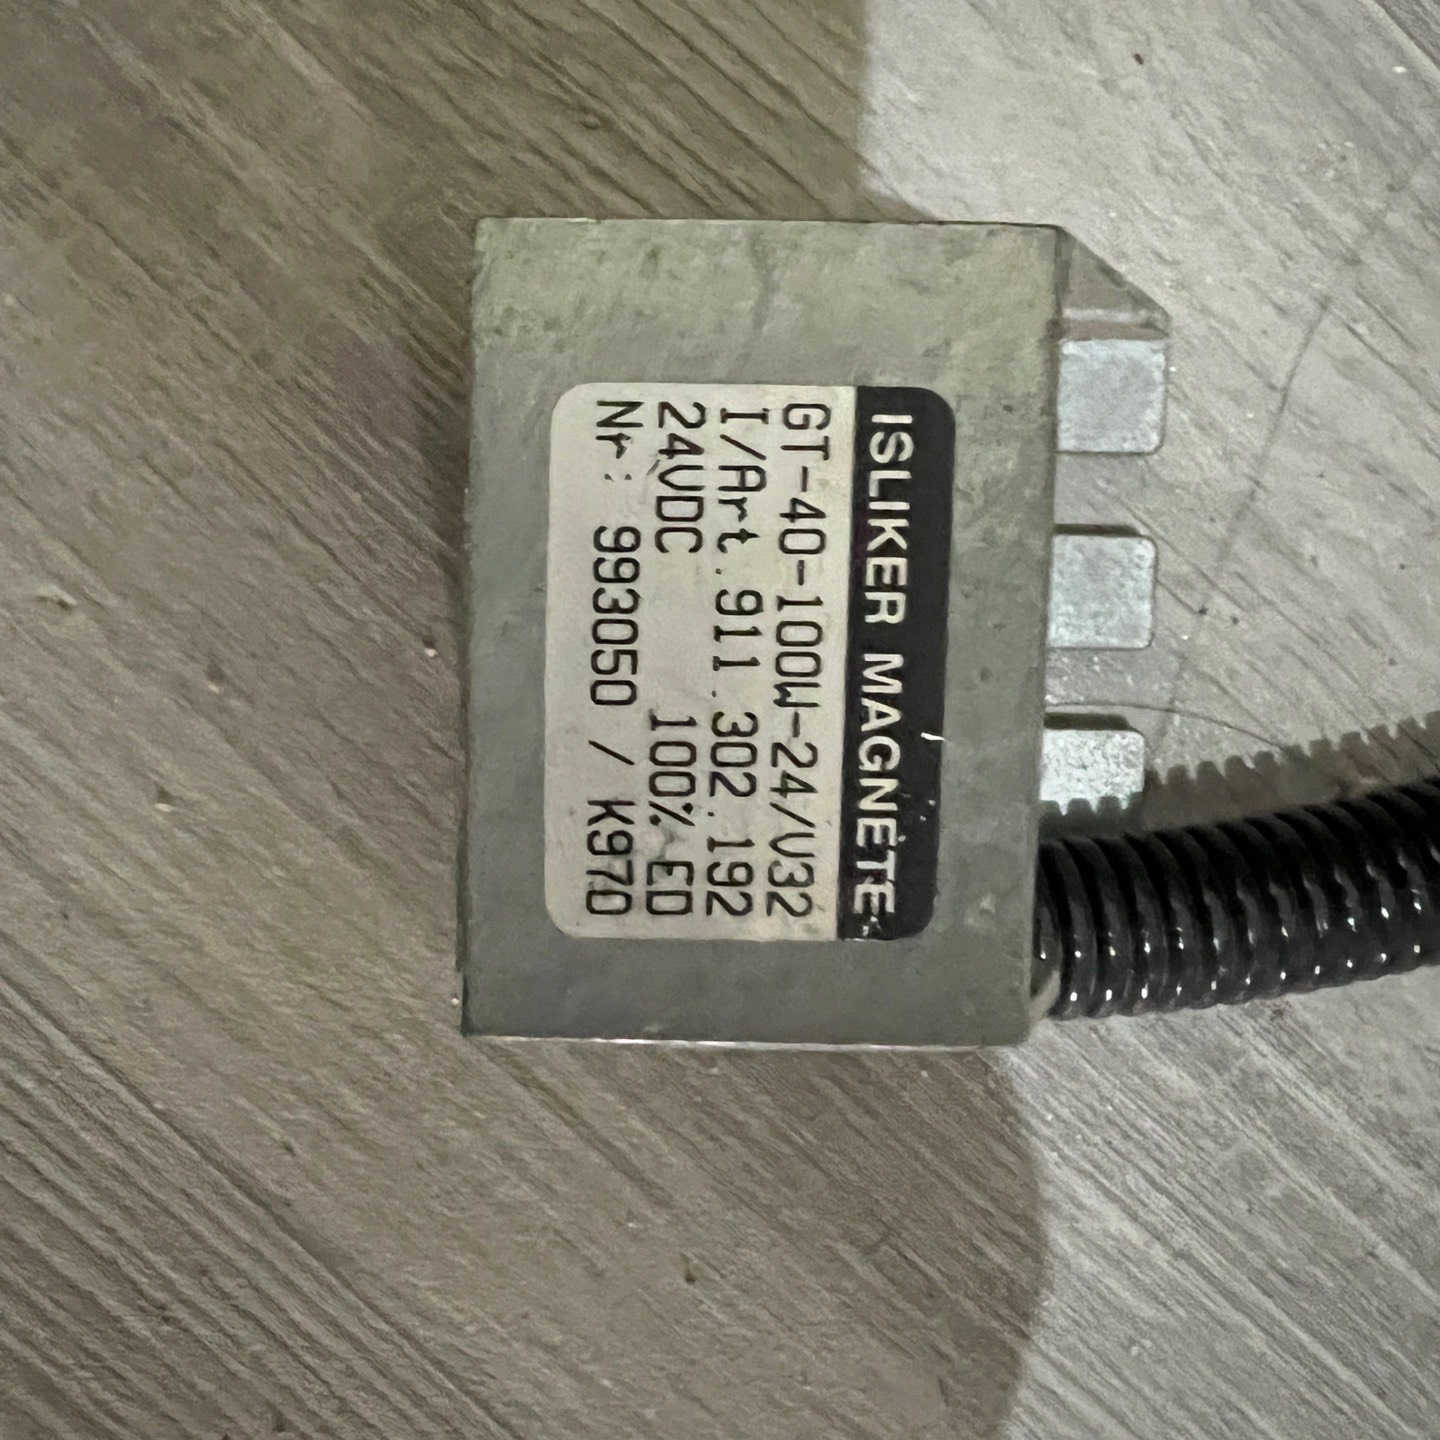 ISLIKER MAGNETE
GT-40-100W-24/V32
I/Art.911.302.192
24VDC 100% ED
Nr: 993050 / K970